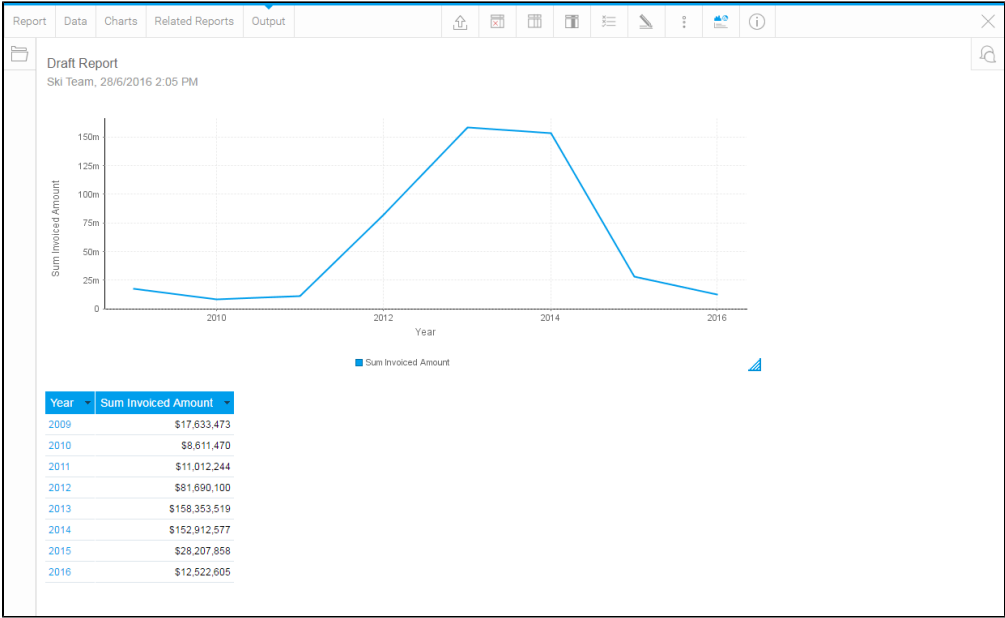 Report Data Charts Related Reports Output
Draft Report
Ski Team, 28/6/2016 2:05 PM
150m
125m
100m
75m
50m
25m
0
Sum Invoiced Amount
2010 2012 2014 2016
Year
Sum Invoiced Amount
Year Sum Invoiced Amount
2009 $17,633,473
2010 $8,611,470
2011 $11,012,244
2012 $81,690,100
2013 $158,353,519
2014 $152,912,577
2015 $28,207,858
2016 $12,522,605